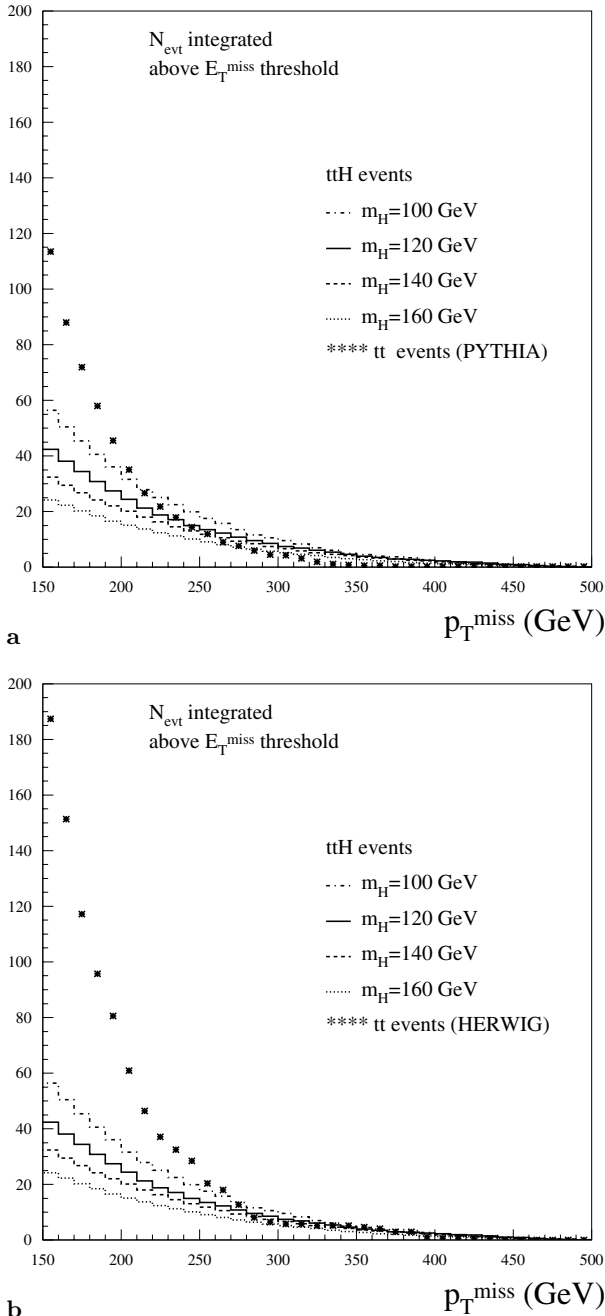 200
180
160
140
120
100
80
60
40
20
0
N_evt integrated
above E_T^miss threshold
ttH events
m_H=100 GeV
m_H=120 GeV
m_H=140 GeV
m_H=160 GeV
**** tt events (PYTHIA)
150 200 250 300 350 400 450 500
a
p_T^miss (GeV)
200
180
160
140
120
100
80
60
40
20
0
N_evt integrated
above E_T^miss threshold
ttH events
m_H=100 GeV
m_H=120 GeV
m_H=140 GeV
m_H=160 GeV
**** tt events (HERWIG)
150 200 250 300 350 400 450 500
b
p_T^miss (GeV)